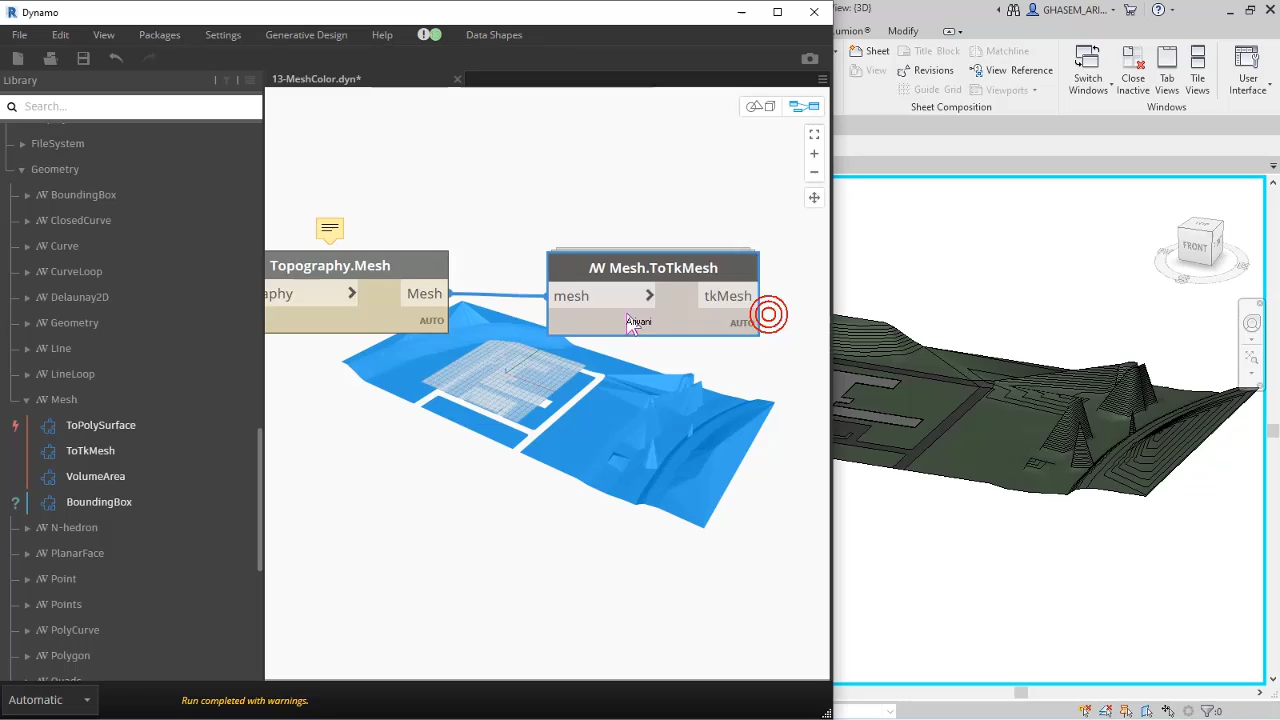 Dynamo
File Edit View Packages Settings Generative Design Help Data Shapes
Library
Search...
FileSystem
Geometry
BoundingBox
ClosedCurve
Curve
CurveLoop
Delaunay2D
Geometry
Line
LineLoop
Mesh
ToPolySurface
ToTkMesh
VolumeArea
BoundingBox
N-hedron
PlanarFace
Point
Points
PolyCurve
Polygon
Quads
Automatic
Run completed with warnings.
13-MeshColor.dyn*
Topography.Mesh
aphy > Mesh
AUTO
Mesh.ToTkMesh
mesh > tkMesh
AUTO
view: [3D]
GHASEM_AR...
Modify
Sheet Title Block Matchline
View Revisions Reference
Guide Grid Viewports
Sheet Composition
Switch Windows
Close Inactive
Tab Views
Tile Views
Windows
User Interface
FRONT
:0